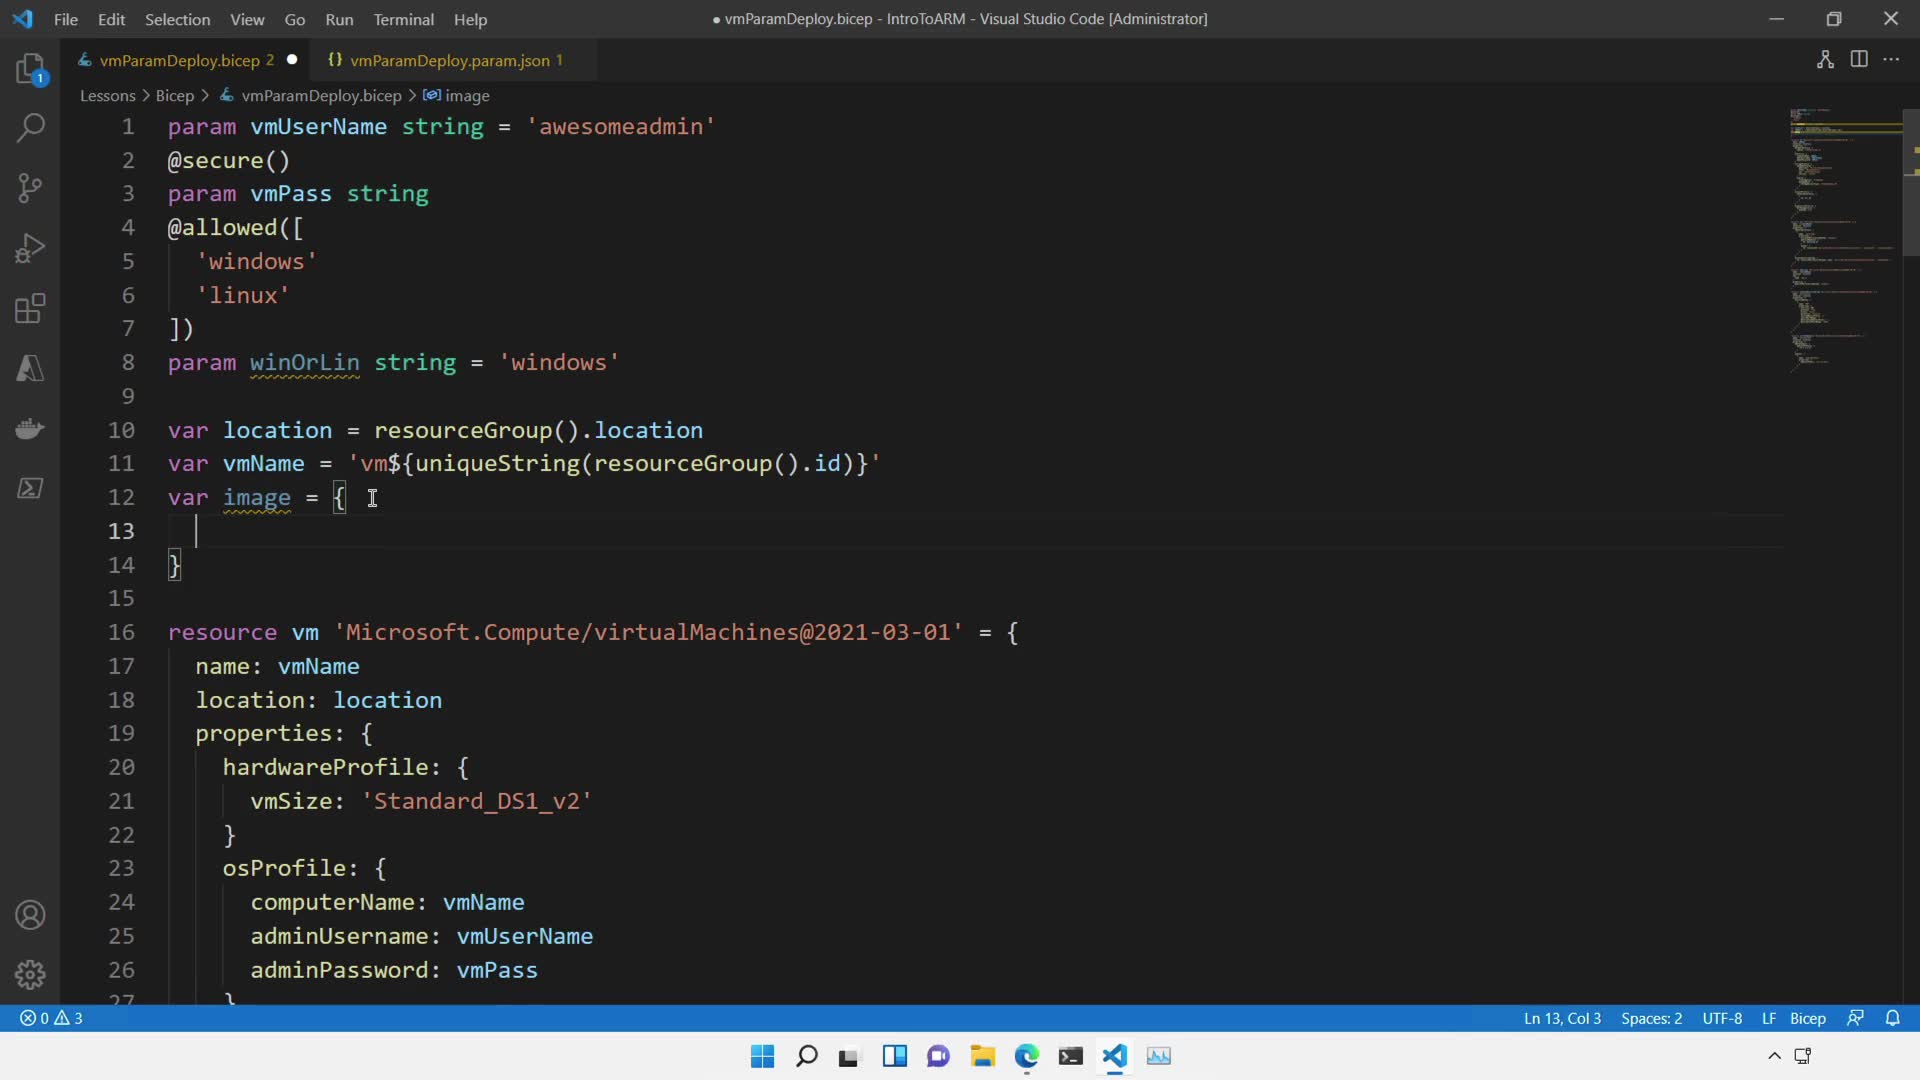 File Edit Selection View Go Run Terminal Help
● vmParamDeploy.bicep - IntroToARM - Visual Studio Code [Administrator]
vmParamDeploy.bicep 2 ●
{} vmParamDeploy.param.json 1
Lessons > Bicep > vmParamDeploy.bicep > image
1 param vmUserName string = 'awesomeadmin'
2 @secure()
3 param vmPass string
4 @allowed([
5 'windows'
6 'linux'
7 ])
8 param winOrLin string = 'windows'
9
10 var location = resourceGroup().location
11 var vmName = 'vm${uniqueString(resourceGroup().id)}'
12 var image = {
13
14 }
15
16 resource vm 'Microsoft.Compute/virtualMachines@2021-03-01' = {
17 name: vmName
18 location: location
19 properties: {
20 hardwareProfile: {
21 vmSize: 'Standard_DS1_v2'
22 }
23 osProfile: {
24 computerName: vmName
25 adminUsername: vmUserName
26 adminPassword: vmPass
27 }
1
0 3
Ln 13, Col 3 Spaces: 2 UTF-8 LF Bicep